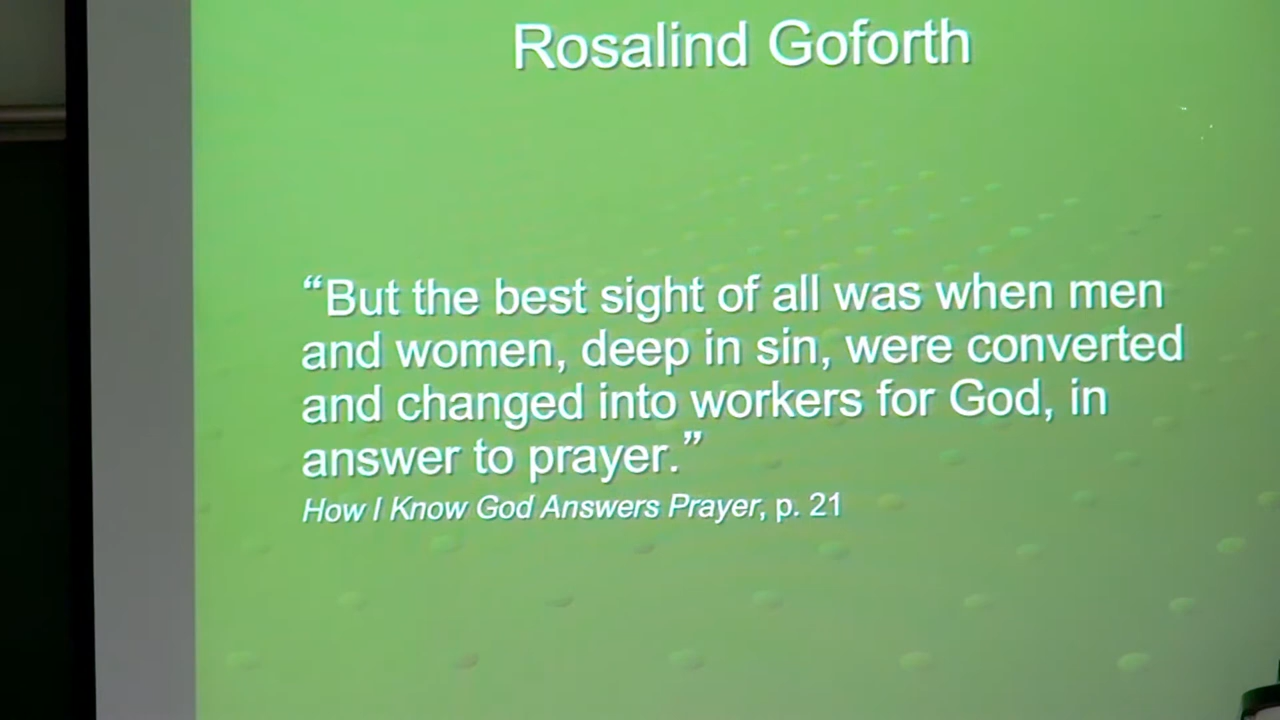 Rosalind Goforth
“But the best sight of all was when men
and women, deep in sin, were converted
and changed into workers for God, in
answer to prayer.”
How I Know God Answers Prayer, p. 21